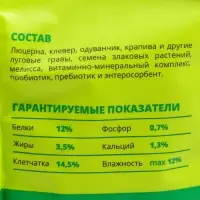 СОСТАВ
Люцерна, клевер, одуванчик, крапива и другие
луговые травы, семена злаковых растений,
мелисса, витаминно-минеральный комплекс,
пробиотик, пребиотик и энтеросорбент.
ГАРАНТИРУЕМЫЕ ПОКАЗАТЕЛИ
Белки 12% Фосфор 0,7%
Жиры 3,5% Кальций 1,3%
Клетчатка 14,5% Влажность max 12%